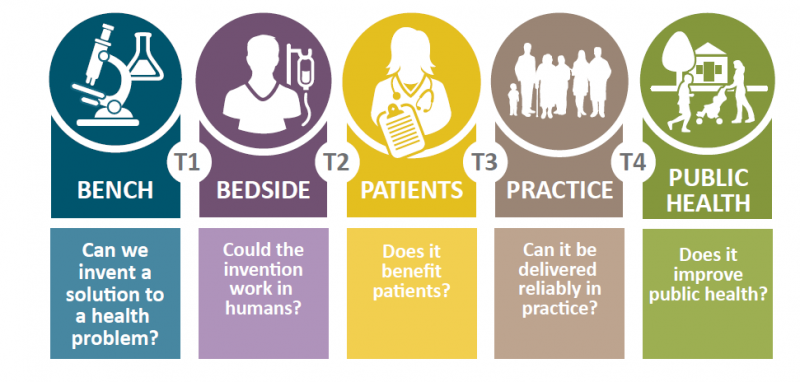 T1
T2
T3
T4
BENCH
BEDSIDE
PATIENTS
PRACTICE
PUBLIC
HEALTH
Can we
invent a
solution to
a health
problem?
Could the
invention
work in
humans?
Does it
benefit
patients?
Can it be
delivered
reliably in
practice?
Does it
improve
public health?